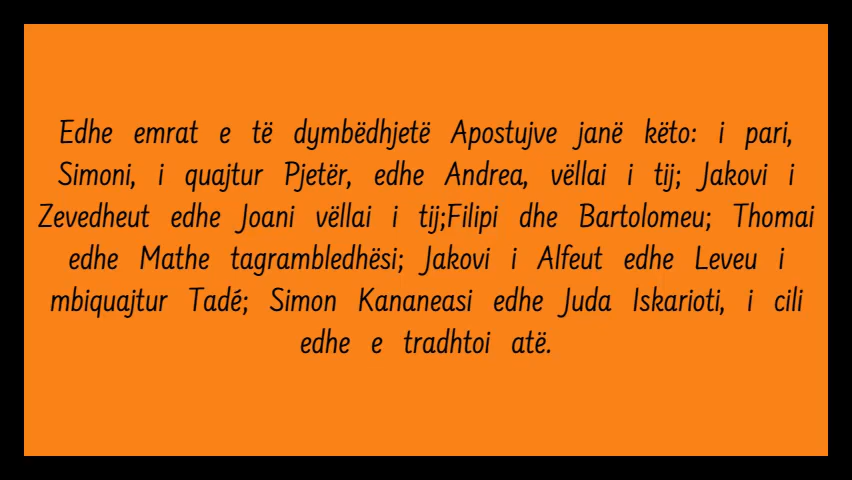 Edhe emrat e të dymbëdhjetë Apostujve janë këto: i pari,
Simoni, i quajtur Pjetër, edhe Andrea, vëllai i tij; Jakovi i
Zevedheut edhe Joani vëllai i tij;Filipi dhe Bartolomeu; Thomai
edhe Mathe tagrambledhësi; Jakovi i Alfeut edhe Leveu i
mbiquajtur Tadé; Simon Kananeasi edhe Juda Iskarioti, i cili
edhe e tradhtoi atë.